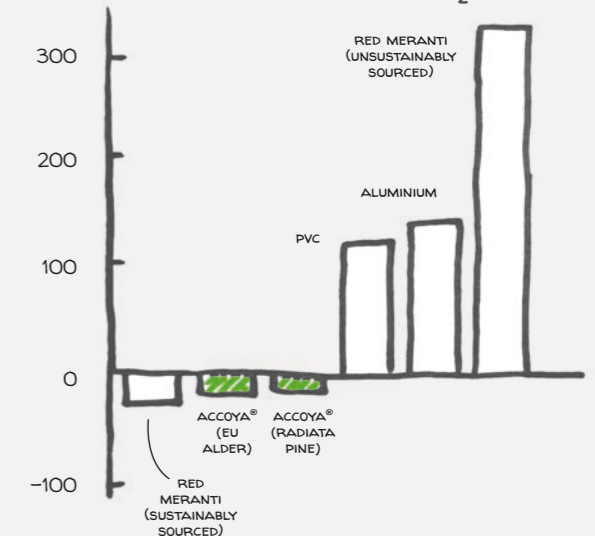 2
300
RED MERANTI
(UNSUSTAINABLY
SOURCED)
200
ALUMINIUM
PVC
100
0
ACCOYA®
(EU
ALDER)
ACCOYA®
(RADIATA
PINE)
-100
RED
MERANTI
(SUSTAINABLY
SOURCED)